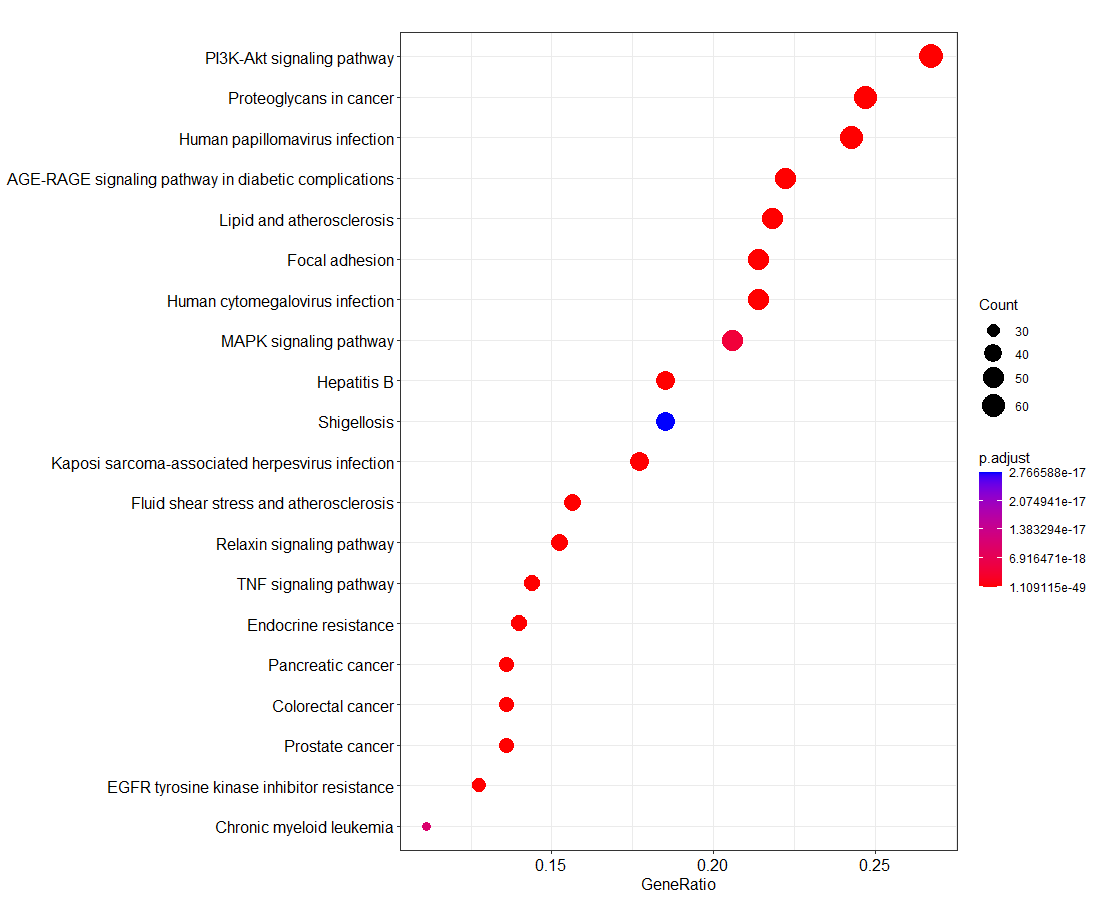 PI3K-Akt signaling pathway
Proteoglycans in cancer
Human papillomavirus infection
AGE-RAGE signaling pathway in diabetic complications
Lipid and atherosclerosis
Focal adhesion
Human cytomegalovirus infection
MAPK signaling pathway
Hepatitis B
Shigellosis
Kaposi sarcoma-associated herpesvirus infection
Fluid shear stress and atherosclerosis
Relaxin signaling pathway
TNF signaling pathway
Endocrine resistance
Pancreatic cancer
Colorectal cancer
Prostate cancer
EGFR tyrosine kinase inhibitor resistance
Chronic myeloid leukemia
0.15 0.20 0.25
GeneRatio
Count
30
40
50
60
p.adjust
2.766588e-17
2.074941e-17
1.383294e-17
6.916471e-18
1.109115e-49